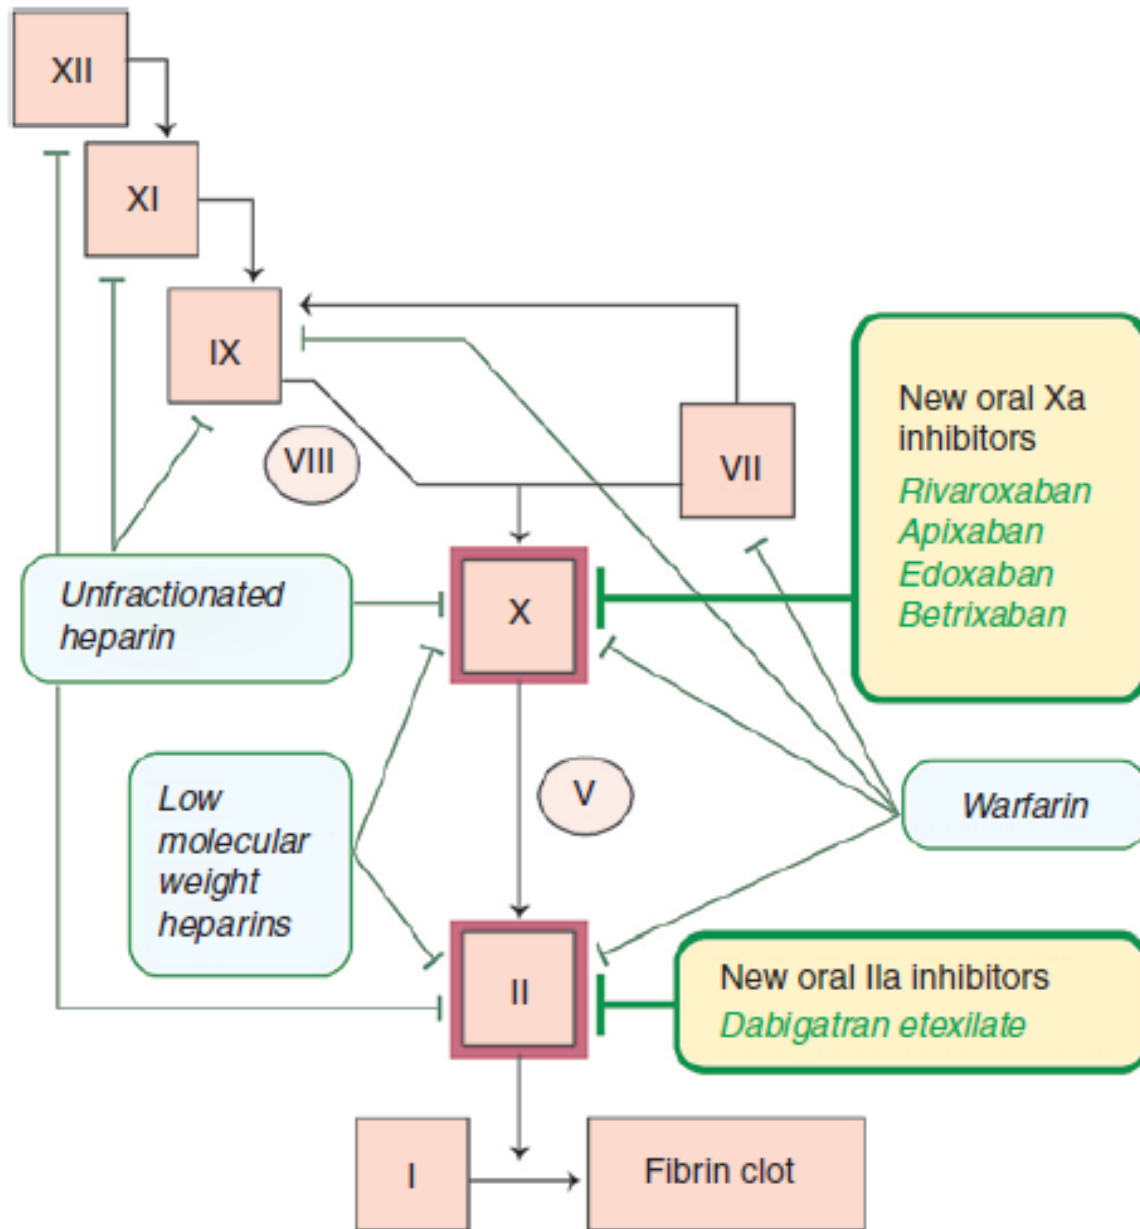 XII
XI
IX
VIII
VII
New oral Xa
inhibitors
Rivaroxaban
Apixaban
Edoxaban
Betrixaban
Unfractionated
heparin
X
Low
molecular
weight
heparins
V
Warfarin
II
New oral IIa inhibitors
Dabigatran etexilate
I
Fibrin clot